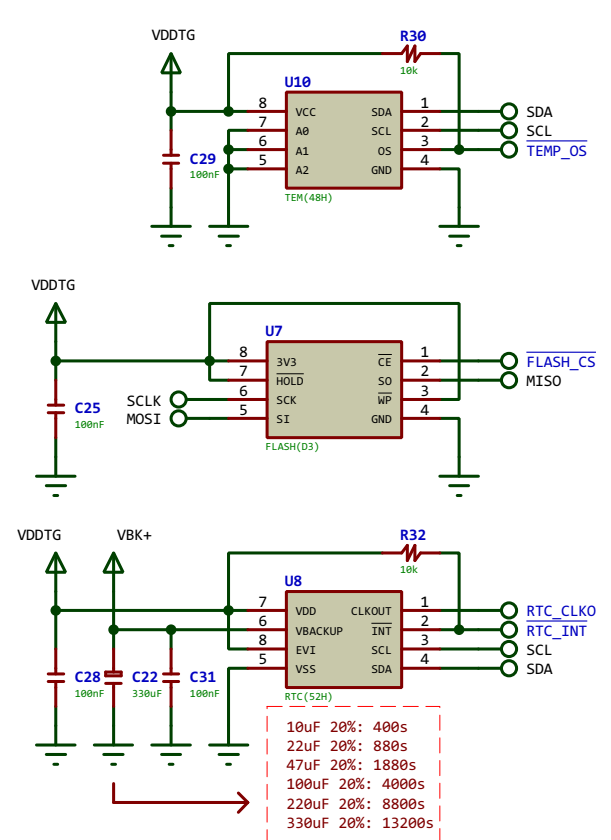 VDDTG
R30
10k
U10
8 VCC SDA 1 SDA
7 A0 SCL 2 SCL
6 A1 OS 3 TEMP_OS
5 A2 GND 4
C29
100nF
TEM(48H)
VDDTG
U7
8 3V3 CE 1 FLASH_CS
7 HOLD SO 2 MISO
SCLK 6 SCK WP 3
MOSI 5 SI GND 4
C25
100nF
FLASH(D3)
VDDTG VBK+
R32
10k
U8
7 VDD CLKOUT 1 RTC_CLKO
6 VBACKUP INT 2 RTC_INT
8 EVI SCL 3 SCL
5 VSS SDA 4 SDA
C28 C22 C31
100nF 330uF 100nF
RTC(52H)
10uF 20%: 400s
22uF 20%: 880s
47uF 20%: 1880s
100uF 20%: 4000s
220uF 20%: 8800s
330uF 20%: 13200s